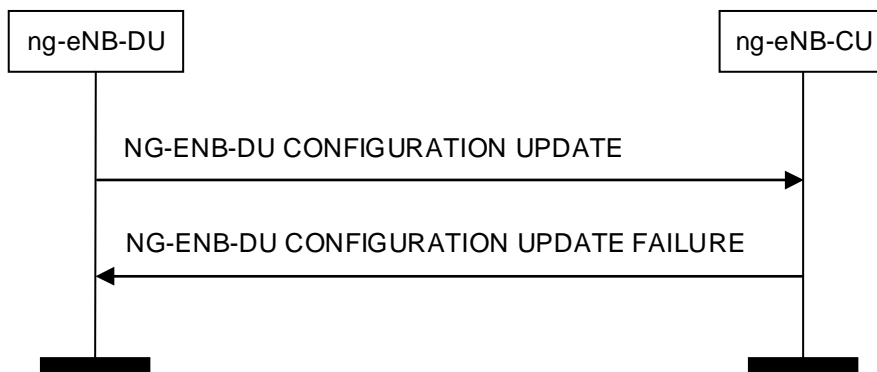 ng-eNB-DU
ng-eNB-CU
NG-ENB-DU CONFIGURATION UPDATE
NG-ENB-DU CONFIGURATION UPDATE FAILURE